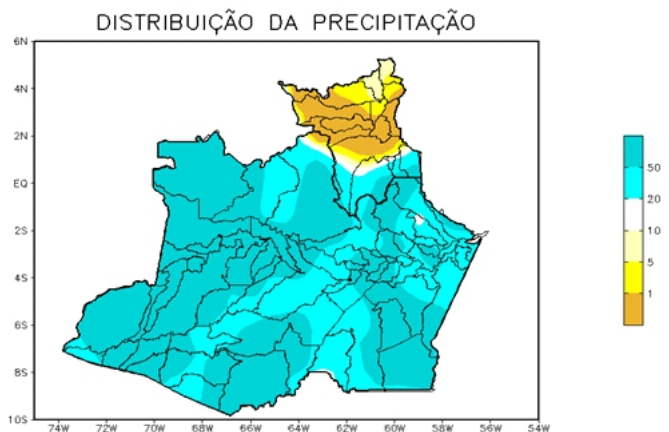 DISTRIBUIÇÃO DA PRECIPITAÇÃO
6N
4N
2N
EQ
2S
4S
6S
8S
10S
74W 72W 70W 68W 66W 64W 62W 60W 58W 56W 54W
50
20
10
5
1